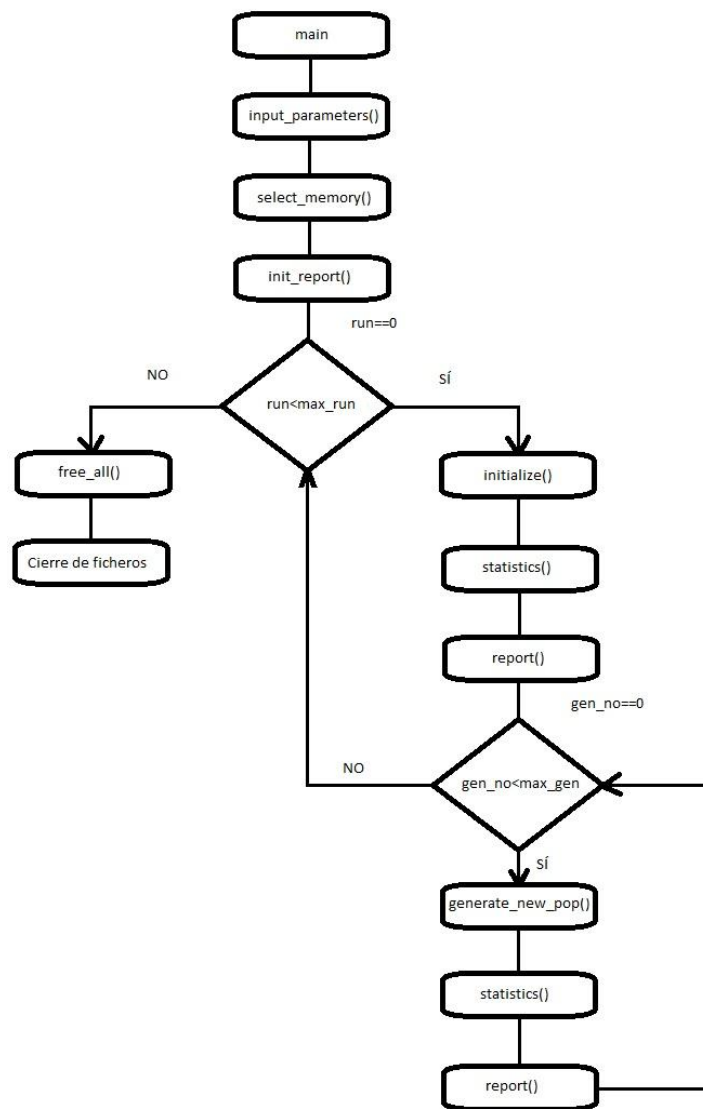 main
input_parameters()
select_memory()
init_report()
run==0
NO
run<max_run
SÍ
free_all()
Cierre de ficheros
initialize()
statistics()
report()
gen_no==0
NO
gen_no<max_gen
SÍ
generate_new_pop()
statistics()
report()